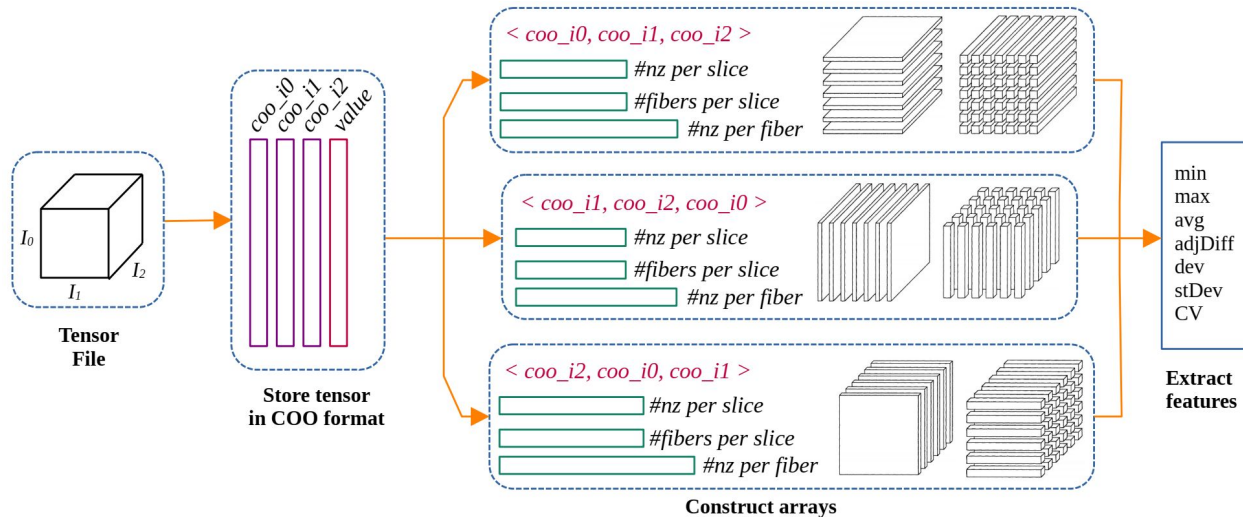 I0
I1
I2
Tensor
File
coo_i0
coo_i1
coo_i2
value
Store tensor
in COO format
< coo_i0, coo_i1, coo_i2 >
#nz per slice
#fibers per slice
#nz per fiber
< coo_i1, coo_i2, coo_i0 >
#nz per slice
#fibers per slice
#nz per fiber
< coo_i2, coo_i0, coo_i1 >
#nz per slice
#fibers per slice
#nz per fiber
Construct arrays
min
max
avg
adjDiff
dev
stDev
CV
Extract
features